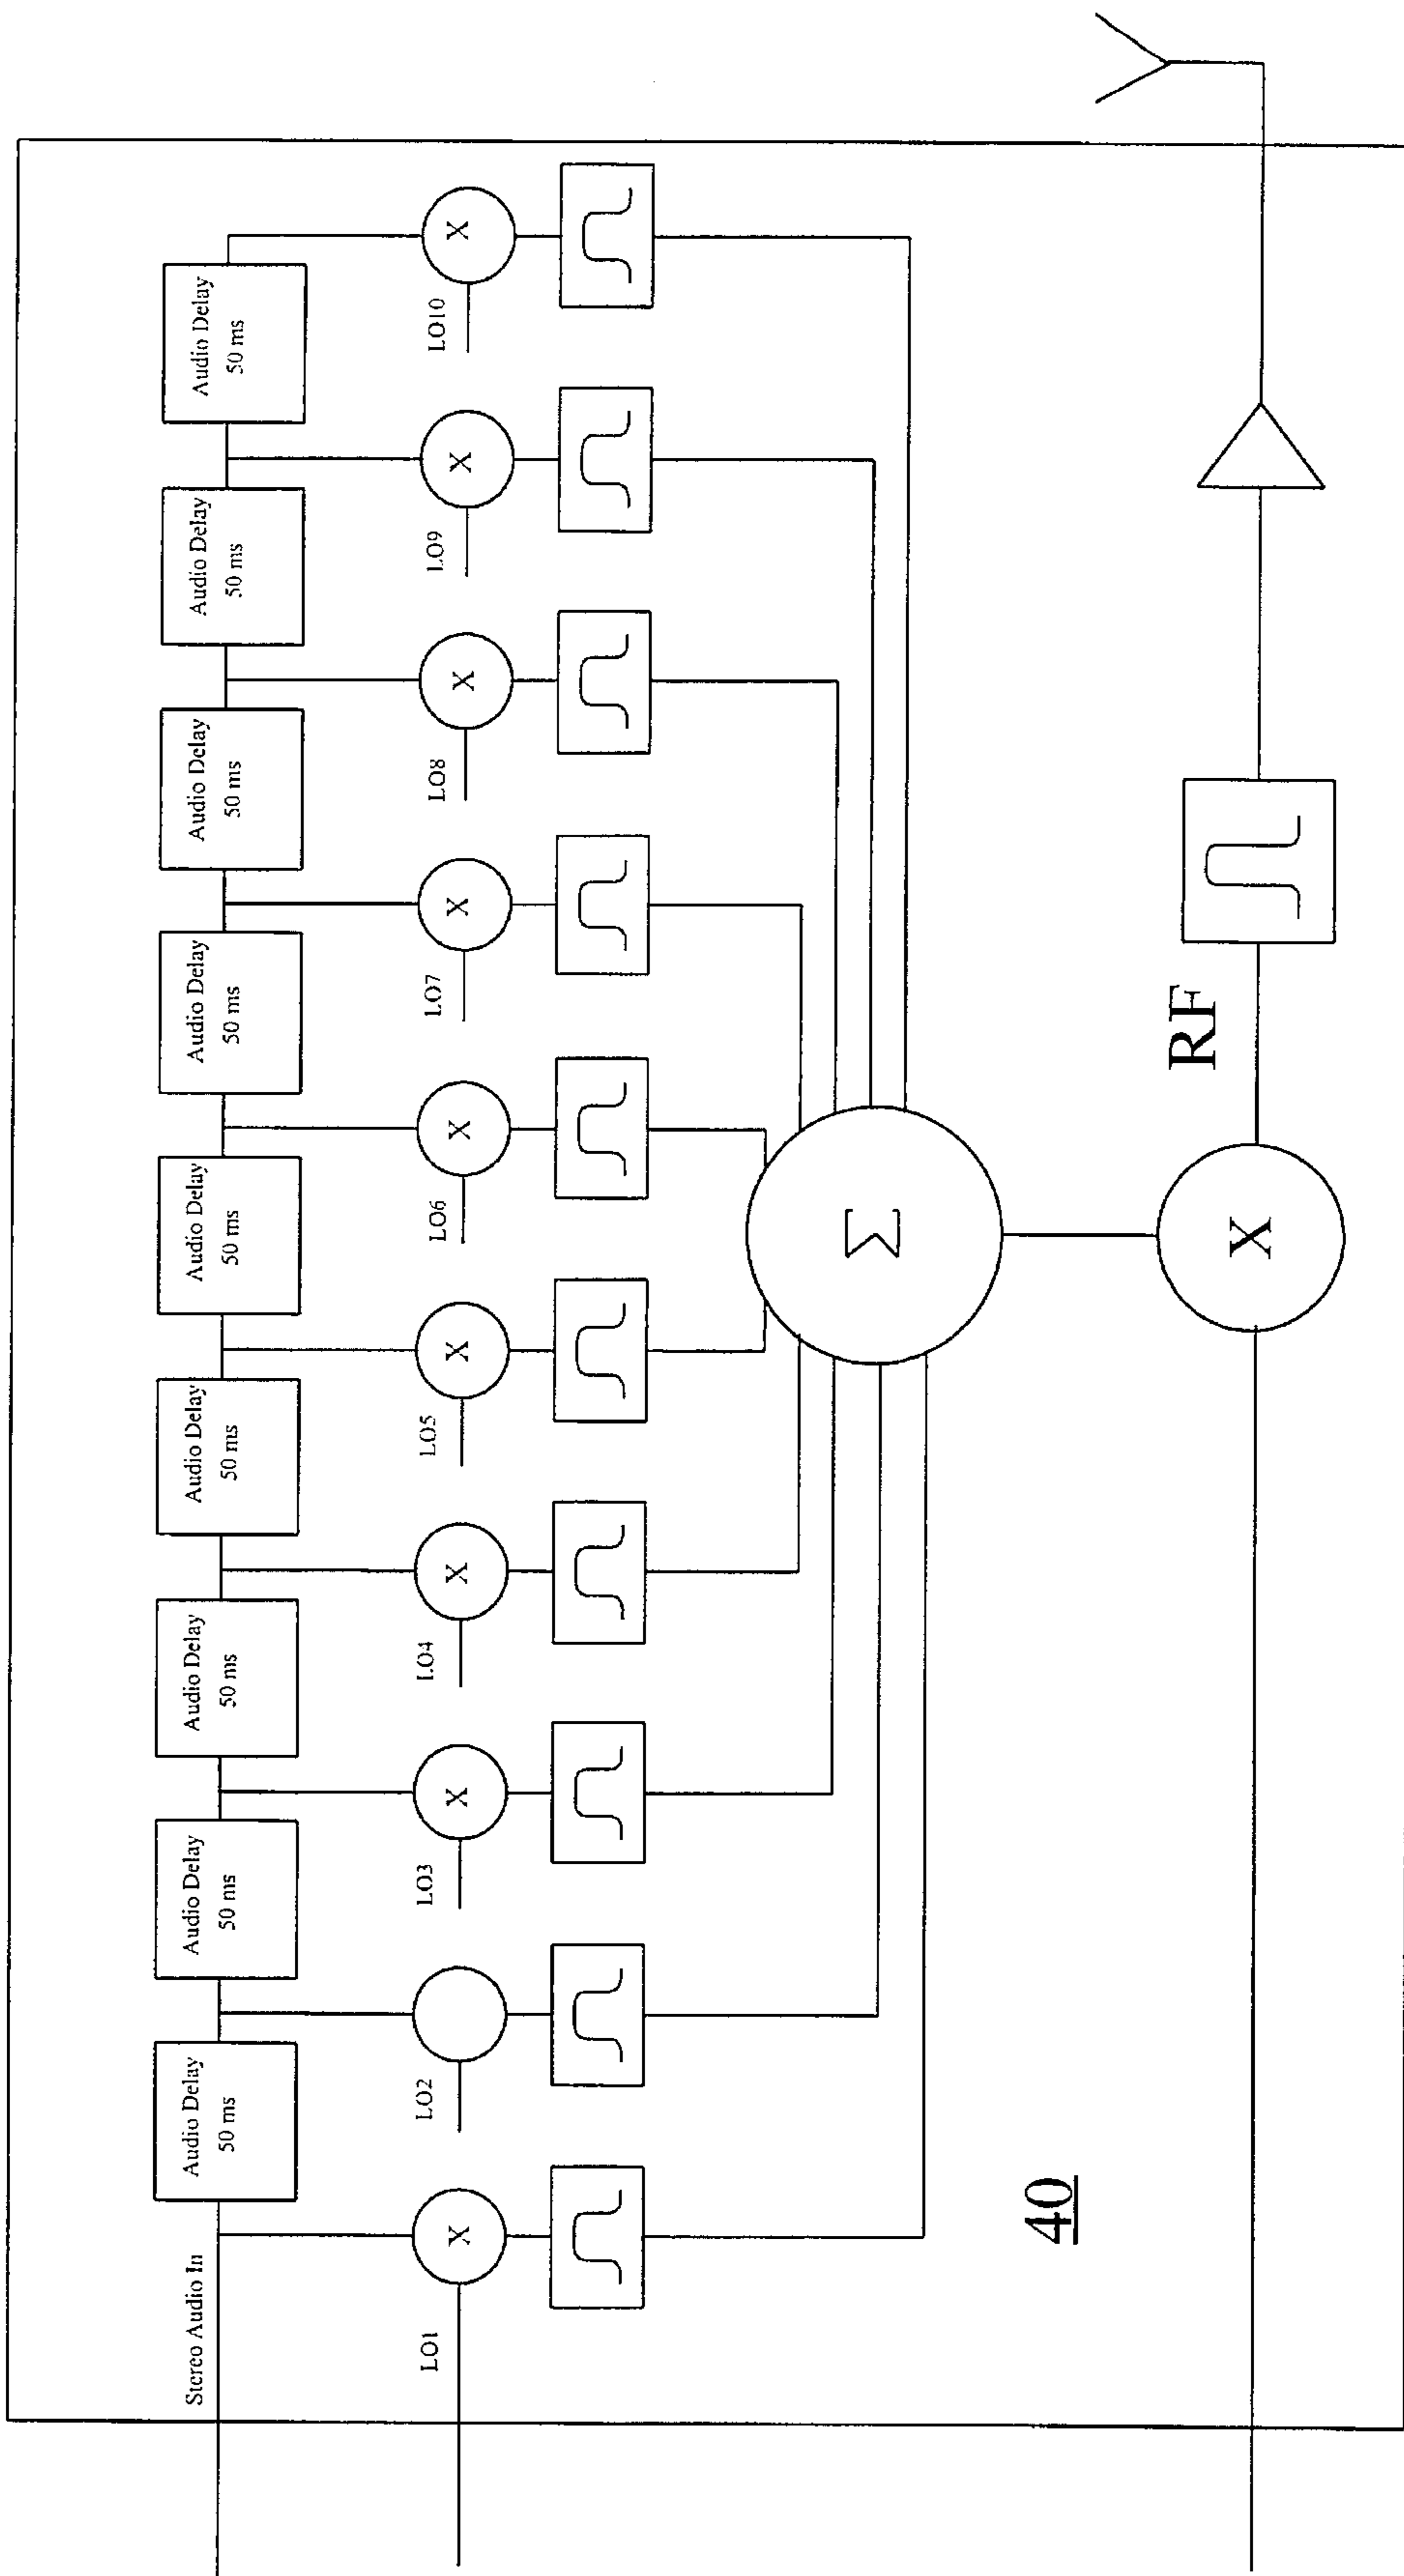 Stereo Audio In
Audio Delay
50 ms
Audio Delay
50 ms
Audio Delay
50 ms
Audio Delay
50 ms
Audio Delay
50 ms
Audio Delay
50 ms
Audio Delay
50 ms
Audio Delay
50 ms
Audio Delay
50 ms
LO1
X
LO2
LO3
X
LO4
X
LO5
X
LO6
X
LO7
X
LO8
X
LO9
X
LO10
X
Σ
40
X
RF